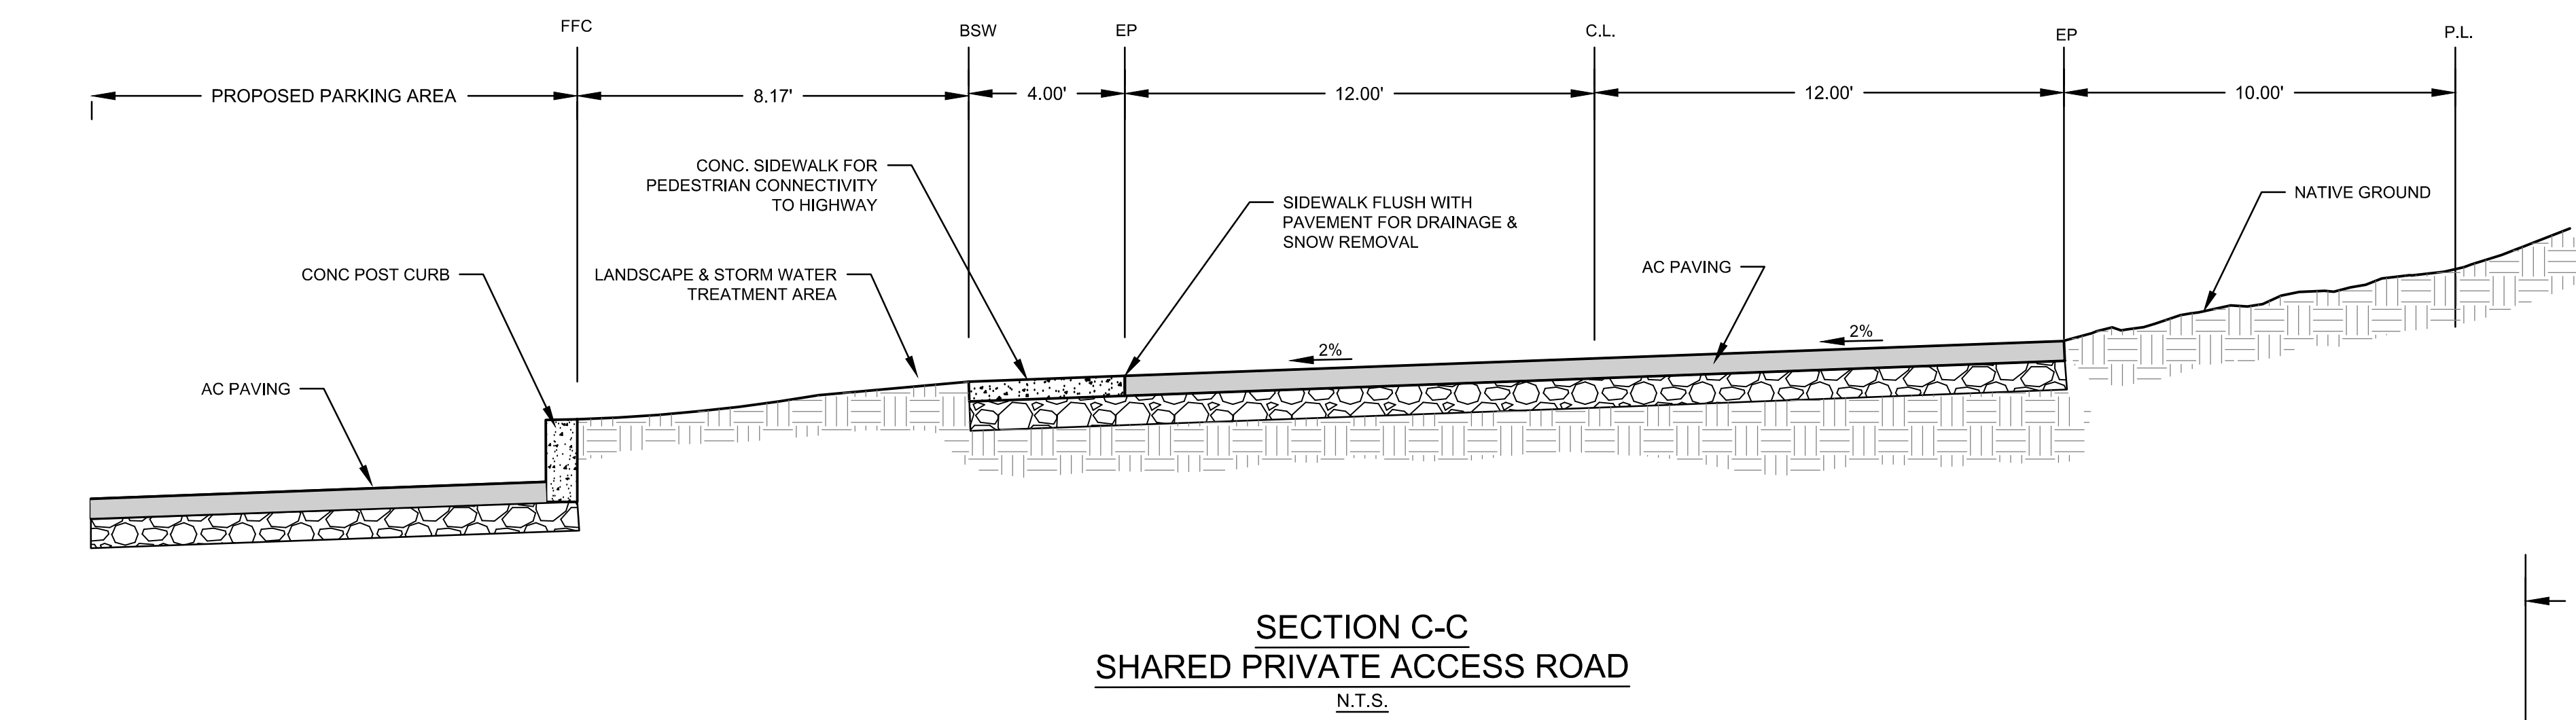 FFC
BSW
EP
C.L.
EP
P.L.
PROPOSED PARKING AREA
8.17'
4.00'
12.00'
12.00'
10.00'
CONC. SIDEWALK FOR
PEDESTRIAN CONNECTIVITY
TO HIGHWAY
SIDEWALK FLUSH WITH
PAVEMENT FOR DRAINAGE &
SNOW REMOVAL
NATIVE GROUND
CONC POST CURB
LANDSCAPE & STORM WATER
TREATMENT AREA
AC PAVING
2%
2%
AC PAVING
SECTION C-C
SHARED PRIVATE ACCESS ROAD
N.T.S.